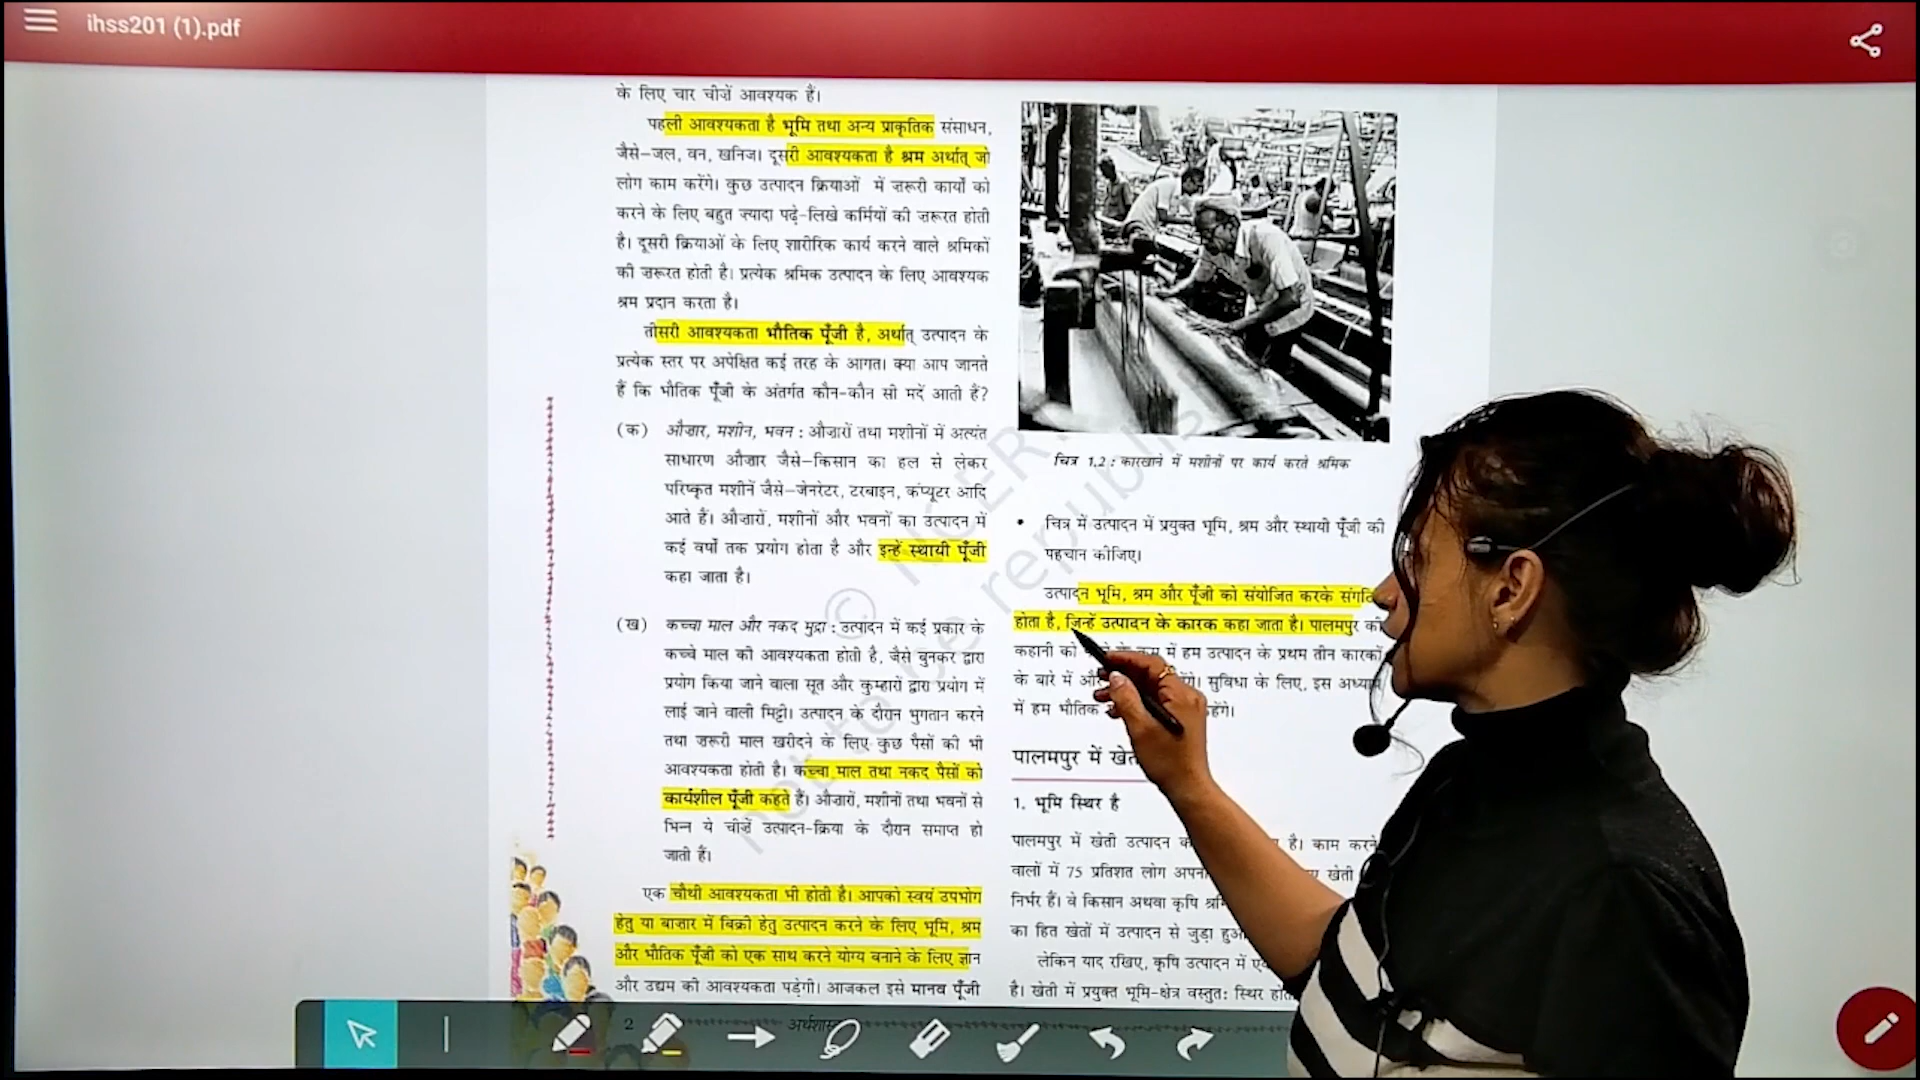 ihss201 (1).pdf
के लिए चार चीज़ें आवश्यक हैं।
पहली आवश्यकता है भूमि तथा अन्य प्राकृतिक संसाधन,
जैसे–जल, वन, खनिज। दूसरी आवश्यकता है श्रम अर्थात् जो
लोग काम करेंगे। कुछ उत्पादन क्रियाओं में ज़रूरी कार्यों को
करने के लिए बहुत ज्यादा पढ़े-लिखे कर्मियों की ज़रूरत होती
है। दूसरी क्रियाओं के लिए शारीरिक कार्य करने वाले श्रमिकों
की ज़रूरत होती है। प्रत्येक श्रमिक उत्पादन के लिए आवश्यक
श्रम प्रदान करता है।
तीसरी आवश्यकता भौतिक पूँजी है, अर्थात् उत्पादन के
प्रत्येक स्तर पर अपेक्षित कई तरह के आगत। क्या आप जानते
हैं कि भौतिक पूँजी के अंतर्गत कौन-कौन सी मदें आती हैं?
(क) औज़ार, मशीन, भवन : औज़ारों तथा मशीनों में अत्यंत
साधारण औज़ार जैसे–किसान का हल से लेकर
परिष्कृत मशीनें जैसे–जेनरेटर, टरबाइन, कंप्यूटर आदि
आते हैं। औज़ारों, मशीनों और भवनों का उत्पादन में
कई वर्षों तक प्रयोग होता है और इन्हें स्थायी पूँजी
कहा जाता है।
(ख) कच्चा माल और नकद मुद्रा : उत्पादन में कई प्रकार के
कच्चे माल की आवश्यकता होती है, जैसे बुनकर द्वारा
प्रयोग किया जाने वाला सूत और कुम्हारों द्वारा प्रयोग में
लाई जाने वाली मिट्टी। उत्पादन के दौरान भुगतान करने
तथा ज़रूरी माल खरीदने के लिए कुछ पैसों की भी
आवश्यकता होती है। कच्चा माल तथा नकद पैसों को
कार्यशील पूँजी कहते हैं। औज़ारों, मशीनों तथा भवनों से
भिन्न ये चीज़ें उत्पादन-क्रिया के दौरान समाप्त हो
जाती हैं।
एक चौथी आवश्यकता भी होती है। आपको स्वयं उपभोग
हेतु या बाज़ार में बिक्री हेतु उत्पादन करने के लिए भूमि, श्रम
और भौतिक पूँजी को एक साथ करने योग्य बनाने के लिए ज्ञान
और उद्यम की आवश्यकता पड़ेगी। आजकल इसे मानव पूँजी
2
चित्र 1.2 : कारखाने में मशीनों पर कार्य करते श्रमिक
• चित्र में उत्पादन में प्रयुक्त भूमि, श्रम और स्थायी पूँजी की
पहचान कीजिए।
उत्पादन भूमि, श्रम और पूँजी को संयोजित करके
होता है, जिन्हें उत्पादन के कारक कहा जाता है। पालमपुर की
कहानी को में हम उत्पादन के प्रथम तीन कारकों
के बारे में सुविधा के लिए, इस
में हम भौतिक
पालमपुर में
1. भूमि स्थिर है
पालमपुर में खेती उत्पादन है। काम करने
वालों में 75 प्रतिशत लोग खेती
निर्भर हैं। वे किसान अथवा कृषि
का हित खेतों में उत्पादन से जुड़ा
लेकिन याद रखिए, कृषि उत्पादन में
है। खेती में प्रयुक्त भूमि-क्षेत्र वस्तुतः स्थिर
© NCERT
not to be republished